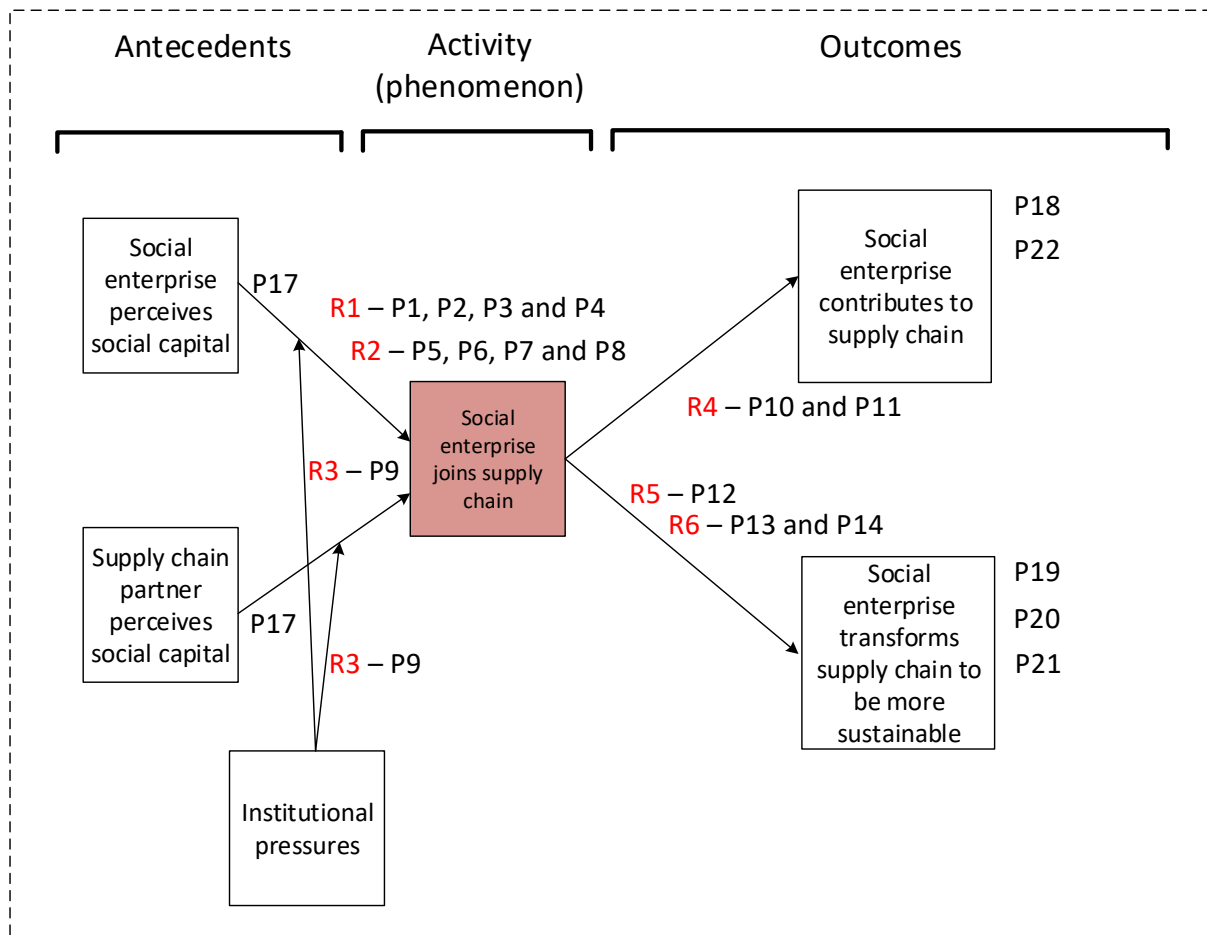 Antecedents
Activity
(phenomenon)
Outcomes
Social
enterprise
perceives
social capital
P17
R1 – P1, P2, P3 and P4
R2 – P5, P6, P7 and P8
Social
enterprise
joins supply
chain
R3 – P9
Supply chain
partner
perceives
social capital
P17
R3 – P9
Institutional
pressures
Social
enterprise
contributes to
supply chain
P18
P22
R4 – P10 and P11
R5 – P12
R6 – P13 and P14
Social
enterprise
transforms
supply chain to
be more
sustainable
P19
P20
P21